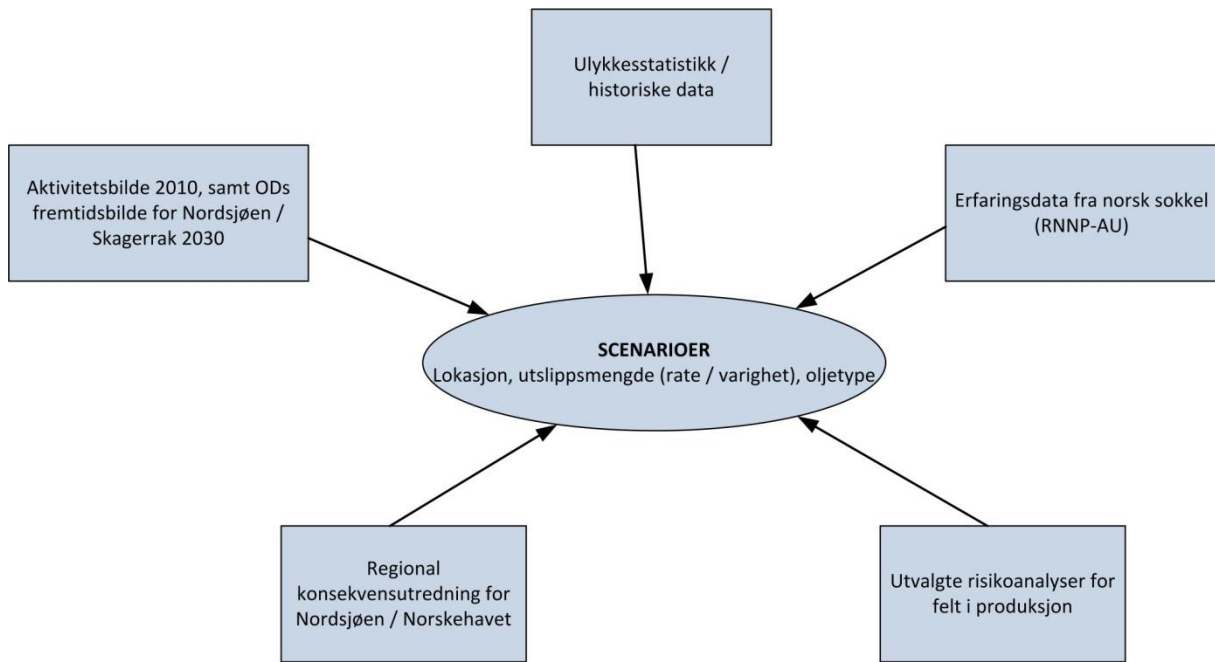 Ulykkesstatistikk /
historiske data
Aktivitetsbilde 2010, samt ODs
fremtidsbilde for Nordsjøen /
Skagerrak 2030
Erfaringsdata fra norsk sokkel
(RNNP-AU)
SCENARIOER
Lokasjon, utslippsmengde (rate / varighet), oljetype
Regional
konsekvensutredning for
Nordsjøen / Norskehavet
Utvalgte risikoanalyser for
felt i produksjon